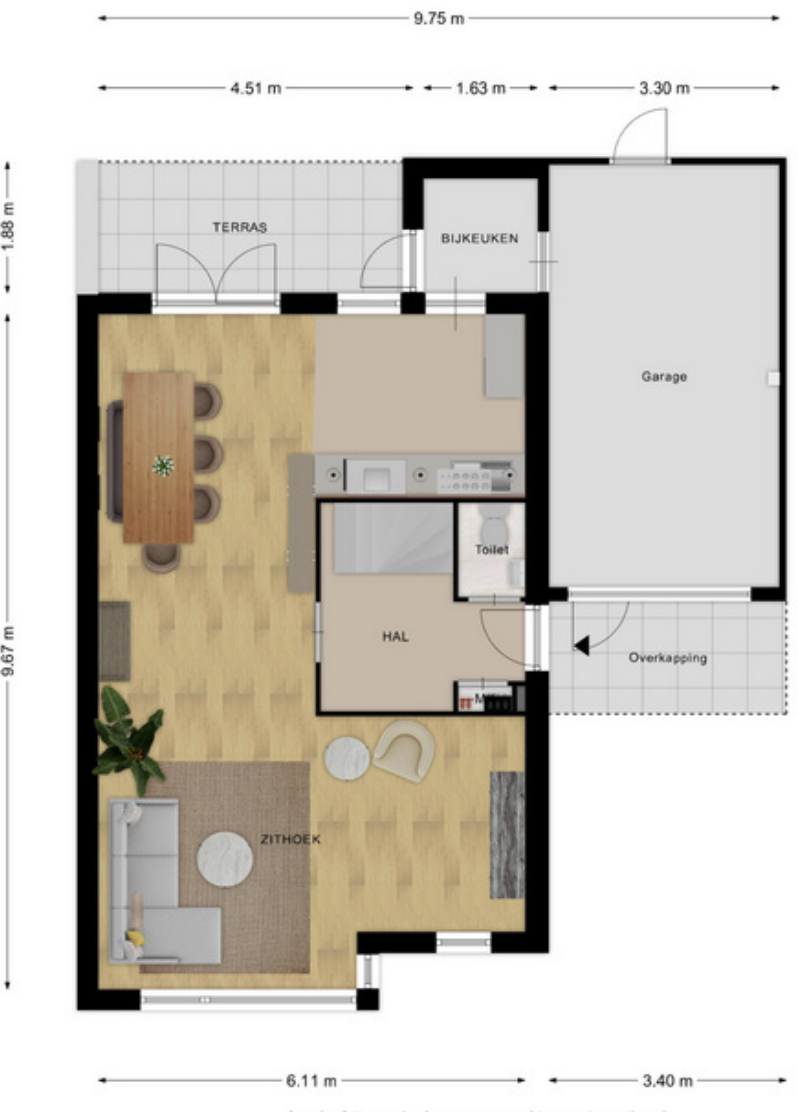 9.75 m
4.51 m
1.63 m
3.30 m
1.88 m
TERRAS
BIJKEUKEN
Garage
Toilet
HAL
9.67 m
Overkapping
ZITHOEK
6.11 m
3.40 m